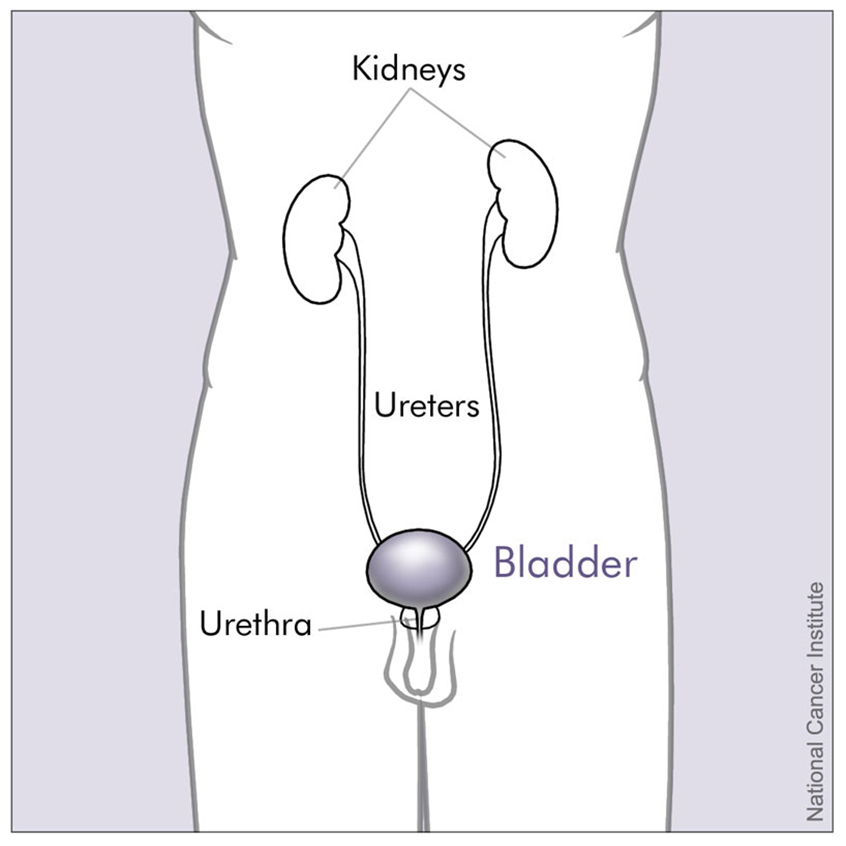 Kidneys
Ureters
Bladder
Urethra
National Cancer Institute